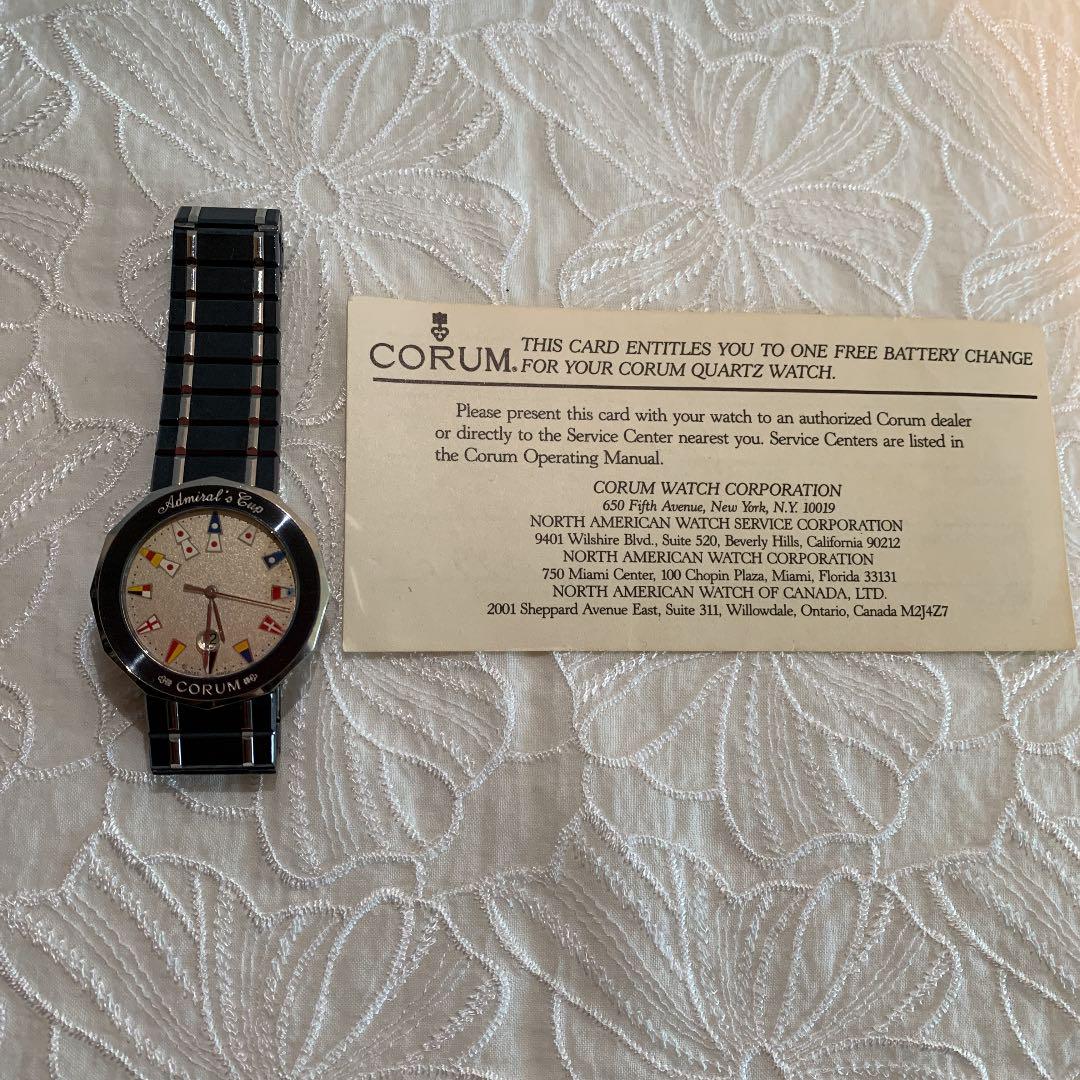 Admiral's Cup
2
CORUM
CORUM.
THIS CARD ENTITLES YOU TO ONE FREE BATTERY CHANGE
FOR YOUR CORUM QUARTZ WATCH.
Please present this card with your watch to an authorized Corum dealer
or directly to the Service Center nearest you. Service Centers are listed in
the Corum Operating Manual.
CORUM WATCH CORPORATION
650 Fifth Avenue, New York, N.Y. 10019
NORTH AMERICAN WATCH SERVICE CORPORATION
9401 Wilshire Blvd., Suite 520, Beverly Hills, California 90212
NORTH AMERICAN WATCH CORPORATION
750 Miami Center, 100 Chopin Plaza, Miami, Florida 33131
NORTH AMERICAN WATCH OF CANADA, LTD.
2001 Sheppard Avenue East, Suite 311, Willowdale, Ontario, Canada M2J4Z7